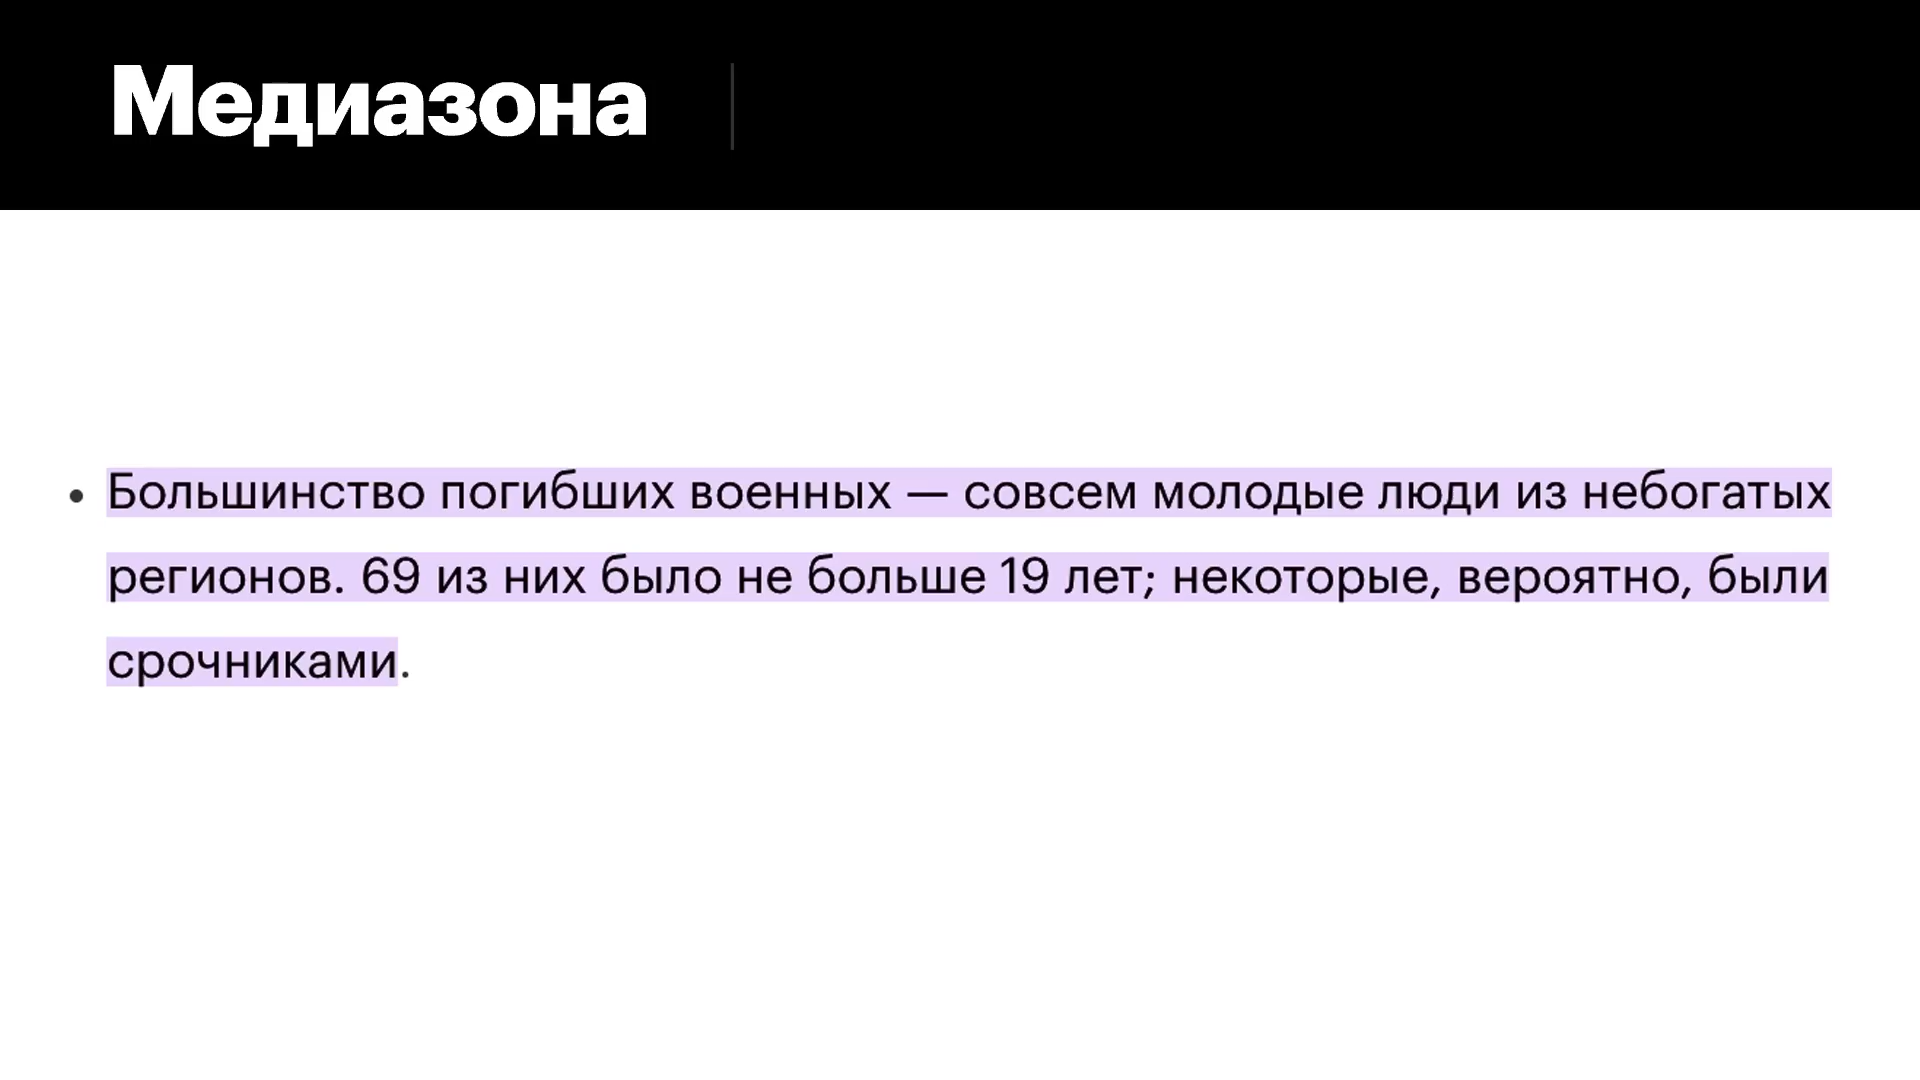 Медиазона
• Большинство погибших военных — совсем молодые люди из небогатых
регионов. 69 из них было не больше 19 лет; некоторые, вероятно, были
срочниками.